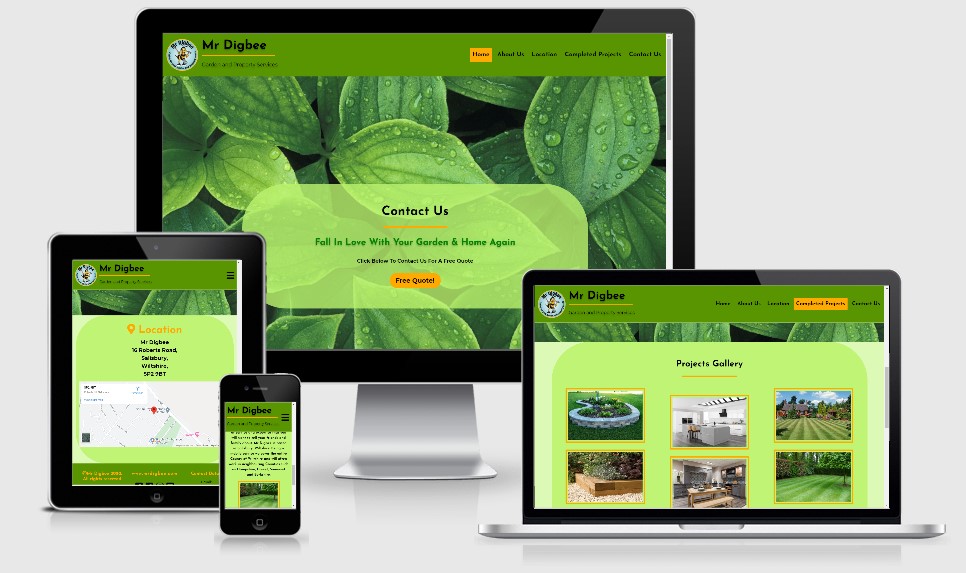 Mr Digbee
Garden and Property Services
Home About Us Location Completed Projects Contact Us
Contact Us
Fall In Love With Your Garden & Home Again
Click Below To Contact Us For A Free Quote
Free Quote!
Mr Digbee
Garden and Property Services
Location
Mr Digbee
16 Roberts Road,
Salisbury,
Wiltshire,
SP2 9BT
Mr Digbee
Garden and Property Services
Mr Digbee
Garden and Property Services
Home About Us Location Completed Projects Contact Us
Projects Gallery